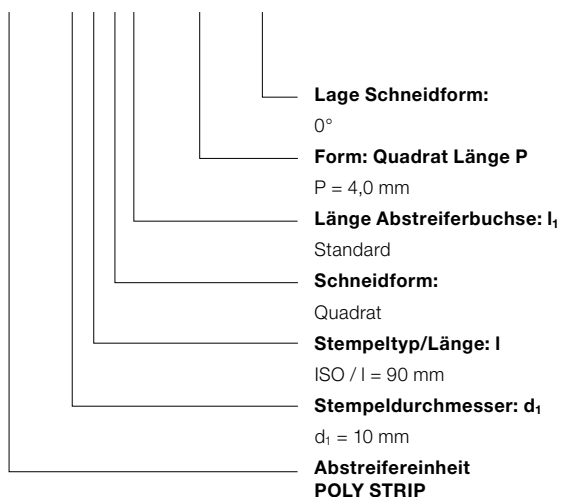 Lage Schneidform:
0°
Form: Quadrat Länge P
P = 4,0 mm
Länge Abstreiferbuchse: l₁
Standard
Schneidform:
Quadrat
Stempeltyp/Länge: l
ISO / l = 90 mm
Stempeldurchmesser: d₁
d₁ = 10 mm
Abstreifereinheit
POLY STRIP